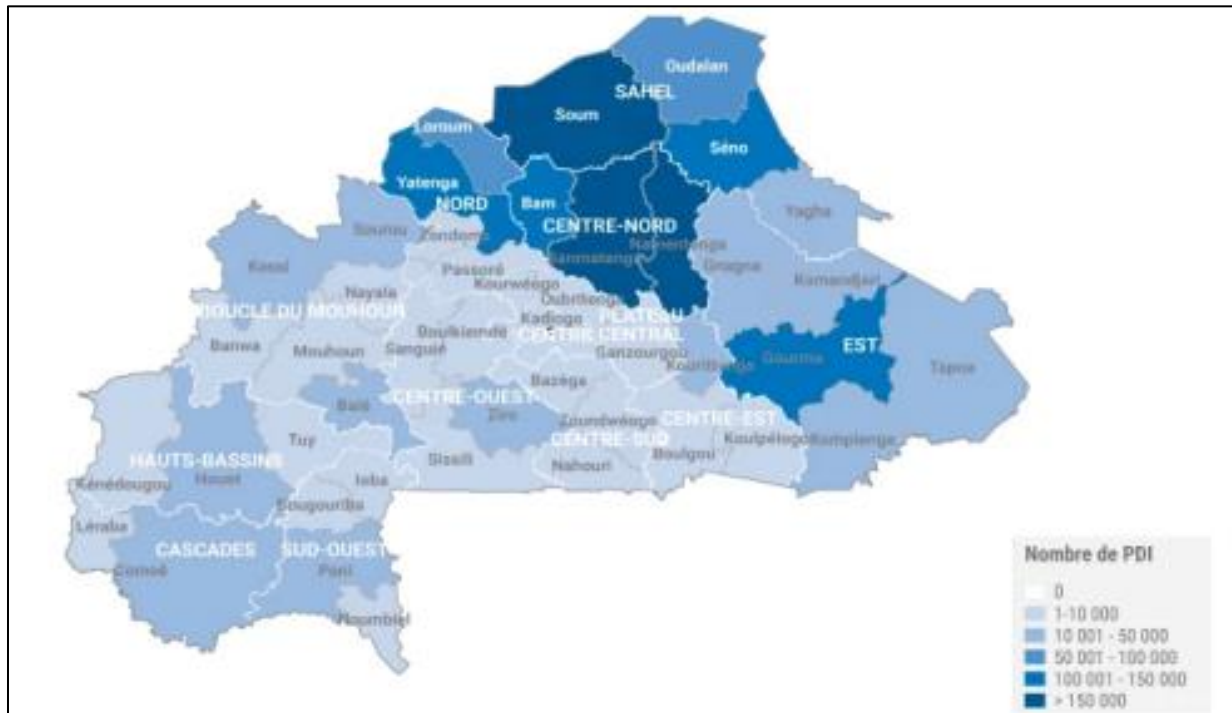 Oudalan
SAHEL
Soum
Loroum
Séno
Yatenga
Bam
NORD
Yagha
CENTRE-NORD
Sourou
Zondoma
Namentenga
Sanmatenga
Kossi
Passoré
Gnagna
Komandjari
Kourwéogo
Nayala
Oubritenga
BOUCLE DU MOUHOUN
Kadiogo
PLATEAU
Boulkiemdé
CENTRE CENTRAL
EST
Banwa
Mouhoun
Sanguié
Ganzourgou
Gourma
Kouritenga
Tapoa
Bazèga
Balé
CENTRE-OUEST
Ziro
Zoundwéogo
CENTRE-EST
Tuy
CENTRE-SUD
Koulpélogo
Kompienga
HAUTS-BASSINS
Sissili
Boulgou
Nahouri
Houet
Ioba
Kénédougou
Bougouriba
Léraba
CASCADES
SUD-OUEST
Comoé
Poni
Noumbiel
Nombre de PDI
0
1-10 000
10 001 - 50 000
50 001 - 100 000
100 001 - 150 000
> 150 000